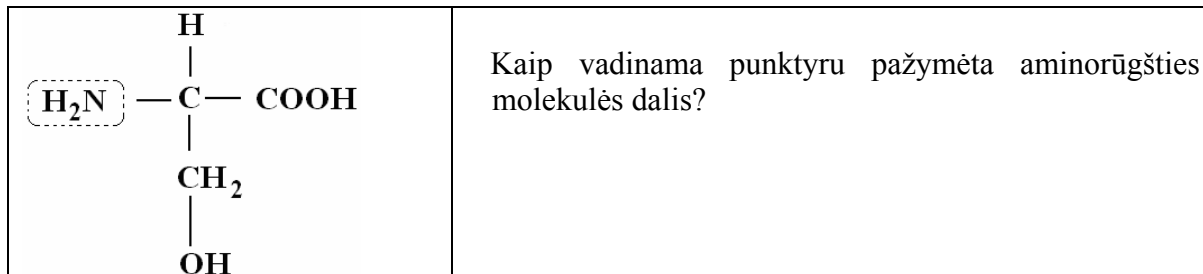 H
H₂N — C — COOH
CH₂
OH
Kaip vadinama punktyru pažymėta aminorūgšties
molekulės dalis?